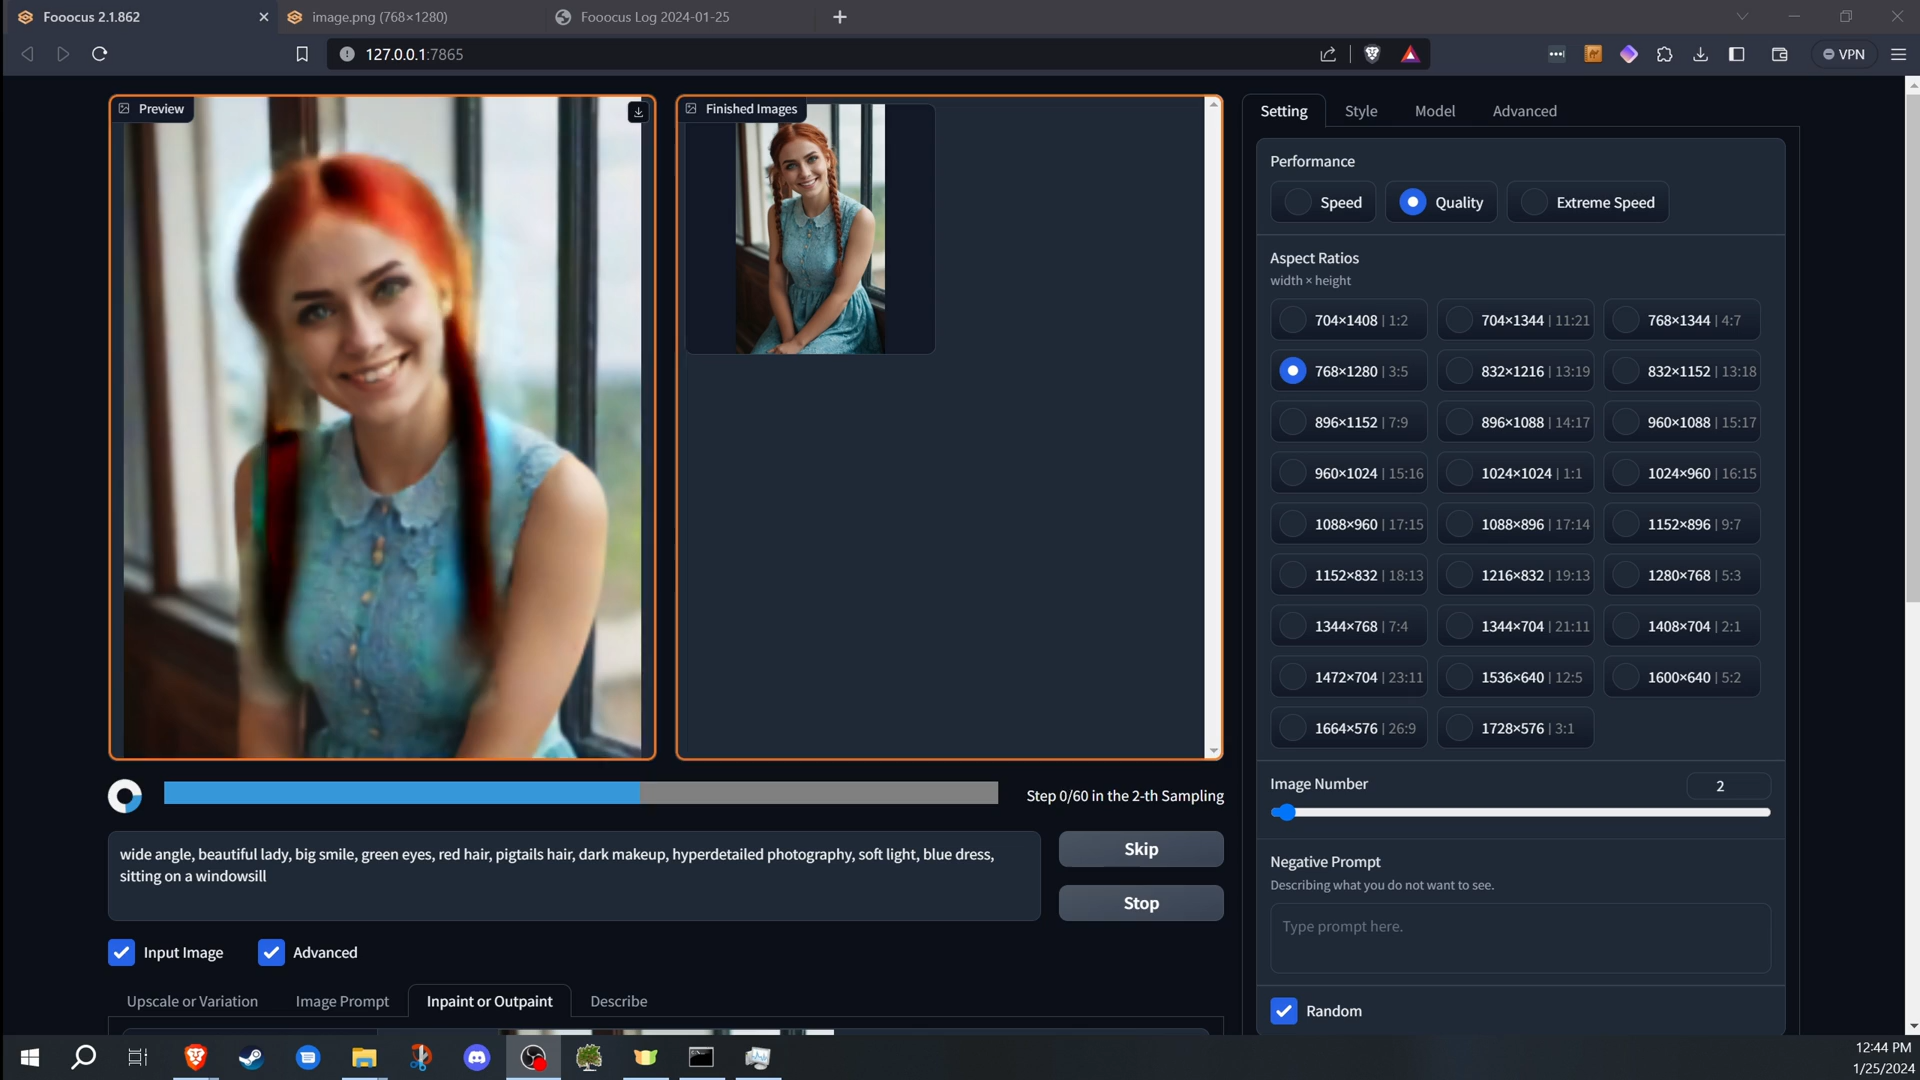 Fooocus 2.1.862
image.png (768×1280)
Fooocus Log 2024-01-25
127.0.0.1:7865
VPN
Preview
Finished Images
Setting Style Model Advanced
Performance
Speed Quality Extreme Speed
Aspect Ratios
width × height
704×1408 | 1:2 704×1344 | 11:21 768×1344 | 4:7
768×1280 | 3:5 832×1216 | 13:19 832×1152 | 13:18
896×1152 | 7:9 896×1088 | 14:17 960×1088 | 15:17
960×1024 | 15:16 1024×1024 | 1:1 1024×960 | 16:15
1088×960 | 17:15 1088×896 | 17:14 1152×896 | 9:7
1152×832 | 18:13 1216×832 | 19:13 1280×768 | 5:3
1344×768 | 7:4 1344×704 | 21:11 1408×704 | 2:1
1472×704 | 23:11 1536×640 | 12:5 1600×640 | 5:2
1664×576 | 26:9 1728×576 | 3:1
Image Number 2
Negative Prompt
Describing what you do not want to see.
Type prompt here.
Random
Step 0/60 in the 2-th Sampling
wide angle, beautiful lady, big smile, green eyes, red hair, pigtails hair, dark makeup, hyperdetailed photography, soft light, blue dress,
sitting on a windowsill
Skip
Stop
Input Image Advanced
Upscale or Variation Image Prompt Inpaint or Outpaint Describe
12:44 PM
1/25/2024